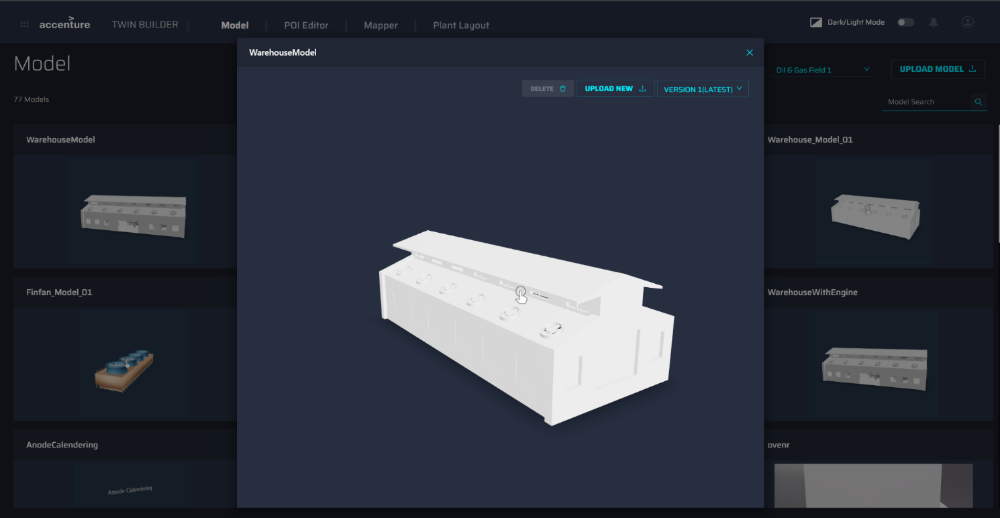 accenture
TWIN BUILDER
Model
POI Editor
Mapper
Plant Layout
Dark/Light Mode
WarehouseModel
Model
Oil & Gas Field 1
UPLOAD MODEL
DELETE
UPLOAD NEW
VERSION 1(LATEST)
77 Models
Model Search
WarehouseModel
Warehouse_Model_01
Finfan_Model_01
WarehouseWithEngine
AnodeCalendering
ovenr
Anode Calendering